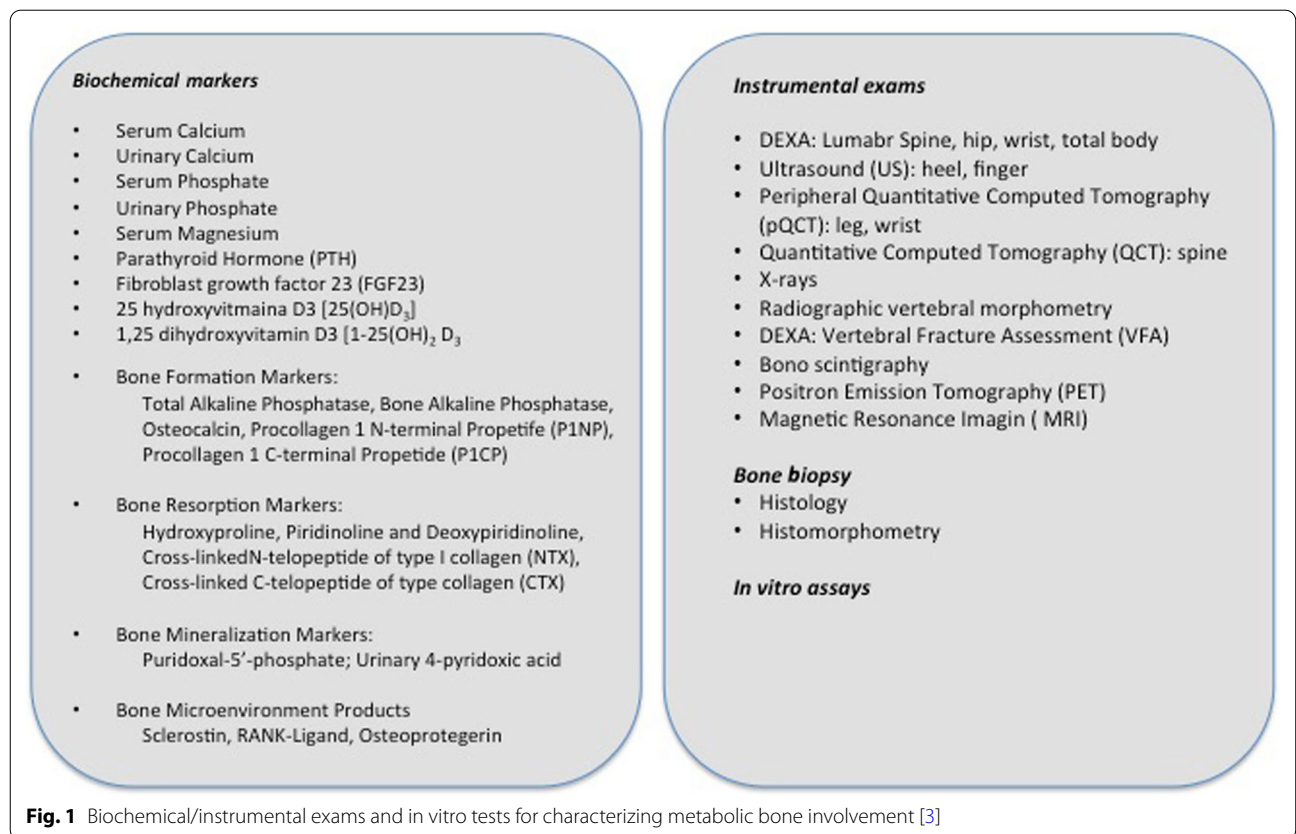 Biochemical markers
• Serum Calcium
• Urinary Calcium
• Serum Phosphate
• Urinary Phosphate
• Serum Magnesium
• Parathyroid Hormone (PTH)
• Fibroblast growth factor 23 (FGF23)
• 25 hydroxyvitmaina D3 [25(OH)D₃]
• 1,25 dihydroxyvitamin D3 [1-25(OH)₂ D₃
• Bone Formation Markers:
Total Alkaline Phosphatase, Bone Alkaline Phosphatase,
Osteocalcin, Procollagen 1 N-terminal Propetife (P1NP),
Procollagen 1 C-terminal Propetide (P1CP)
• Bone Resorption Markers:
Hydroxyproline, Piridinoline and Deoxypiridinoline,
Cross-linkedN-telopeptide of type I collagen (NTX),
Cross-linked C-telopeptide of type collagen (CTX)
• Bone Mineralization Markers:
Puridoxal-5’-phosphate; Urinary 4-pyridoxic acid
• Bone Microenvironment Products
Sclerostin, RANK-Ligand, Osteoprotegerin
Instrumental exams
• DEXA: Lumabr Spine, hip, wrist, total body
• Ultrasound (US): heel, finger
• Peripheral Quantitative Computed Tomography
(pQCT): leg, wrist
• Quantitative Computed Tomography (QCT): spine
• X-rays
• Radiographic vertebral morphometry
• DEXA: Vertebral Fracture Assessment (VFA)
• Bono scintigraphy
• Positron Emission Tomography (PET)
• Magnetic Resonance Imagin ( MRI)
Bone biopsy
• Histology
• Histomorphometry
In vitro assays
Fig. 1 Biochemical/instrumental exams and in vitro tests for characterizing metabolic bone involvement [3]